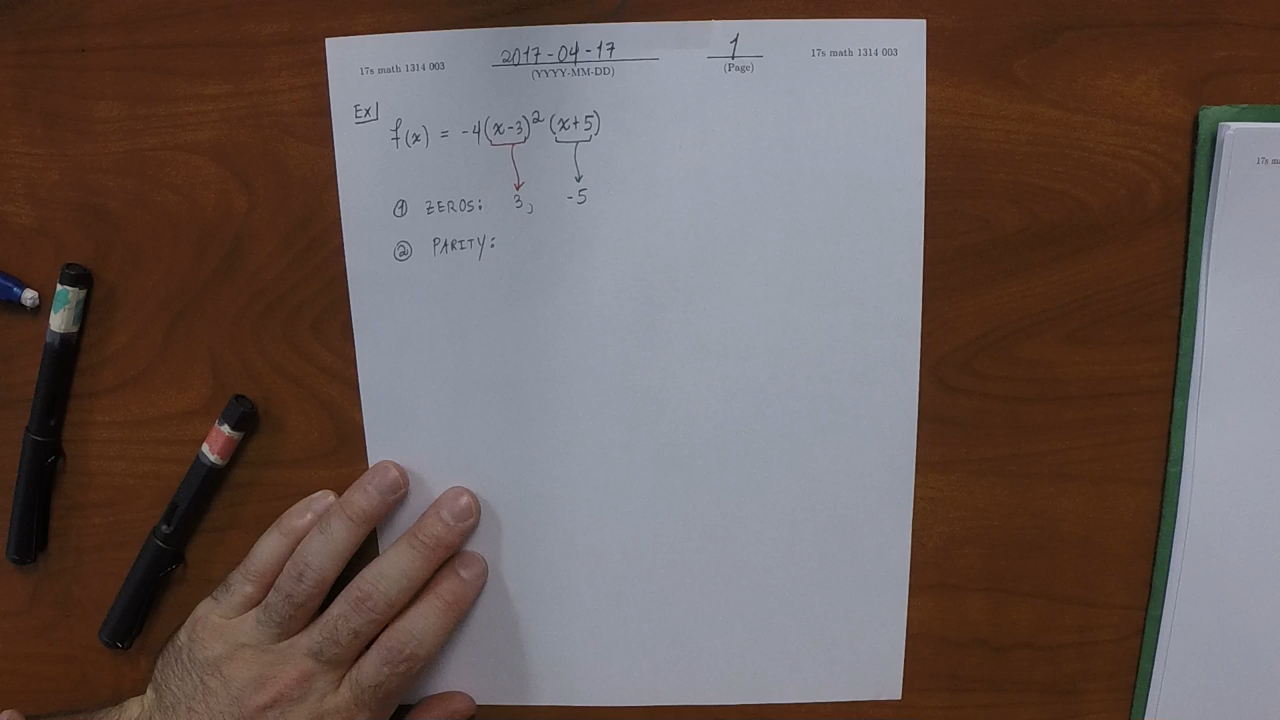 17s math 1314 003 2017-04-17 1 17s math 1314 003
(YYYY-MM-DD) (Page)
Ex1
f(x) = -4(x-3)² (x+5)
① ZEROS: 3, -5
② PARITY:
17s m